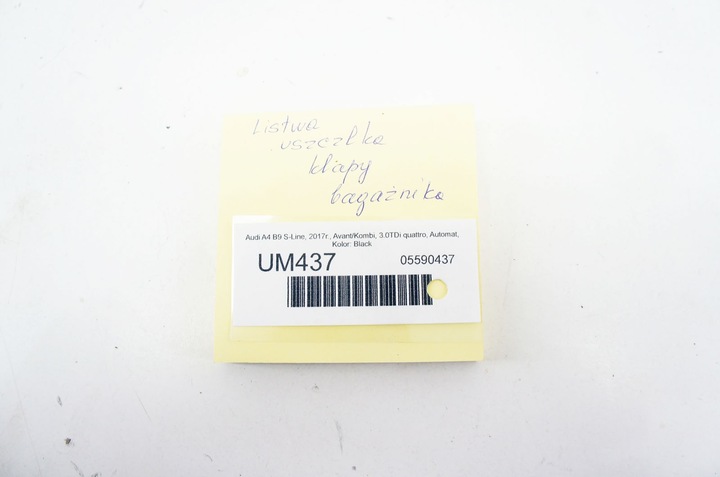 Listwa
uszczelka
klapy
bagażnika
Audi A4 B9 S-Line, 2017r., Avant/Kombi, 3.0TDi quattro, Automat,
Kolor: Black
UM437 05590437